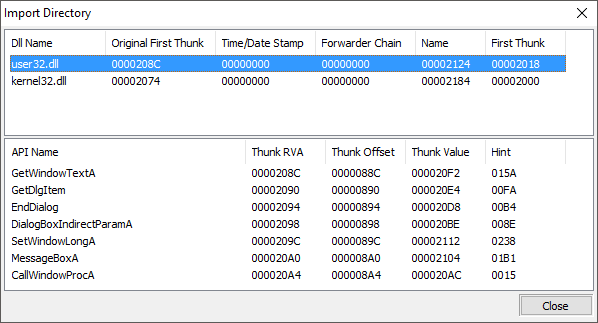 Import Directory
Dll Name Original First Thunk Time/Date Stamp Forwarder Chain Name First Thunk
user32.dll 0000208C 00000000 00000000 00002124 00002018
kernel32.dll 00002074 00000000 00000000 00002184 00002000
API Name Thunk RVA Thunk Offset Thunk Value Hint
GetWindowTextA 0000208C 0000088C 000020F2 015A
GetDlgItem 00002090 00000890 000020E4 00FA
EndDialog 00002094 00000894 000020D8 00B4
DialogBoxIndirectParamA 00002098 00000898 000020BE 008E
SetWindowLongA 0000209C 0000089C 00002112 0238
MessageBoxA 000020A0 000008A0 00002104 01B1
CallWindowProcA 000020A4 000008A4 000020AC 0015
Close